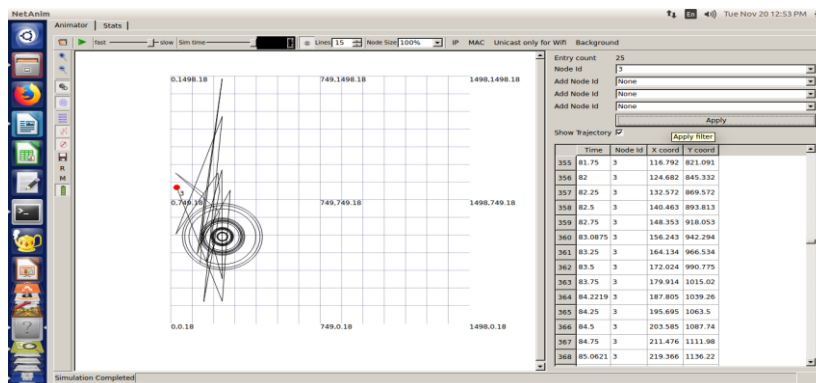 NetAnim
En Tue Nov 20 12:53 PM
Animator Stats
fast slow Sim time Lines 15 Node Size 100% IP MAC Unicast only for Wifi Background
Entry count 25
Node Id 3
Add Node Id None
Add Node Id None
Add Node Id None
Apply
Show Trajectory
Apply filter
R
M
0,1498.18 749,1498.18 1498,1498.18
3
0,749.18 749,749.18 1498,749.18
0,0.18 749,0.18 1498,0.18
Time Node Id X coord Y coord
355 81.75 3 116.792 821.091
356 82 3 124.682 845.332
357 82.25 3 132.572 869.572
358 82.5 3 140.463 893.813
359 82.75 3 148.353 918.053
360 83.0875 3 156.243 942.294
361 83.25 3 164.134 966.534
362 83.5 3 172.024 990.775
363 83.75 3 179.914 1015.02
364 84.2219 3 187.805 1039.26
365 84.25 3 195.695 1063.5
366 84.5 3 203.585 1087.74
367 84.75 3 211.476 1111.98
368 85.0621 3 219.366 1136.22
Simulation Completed